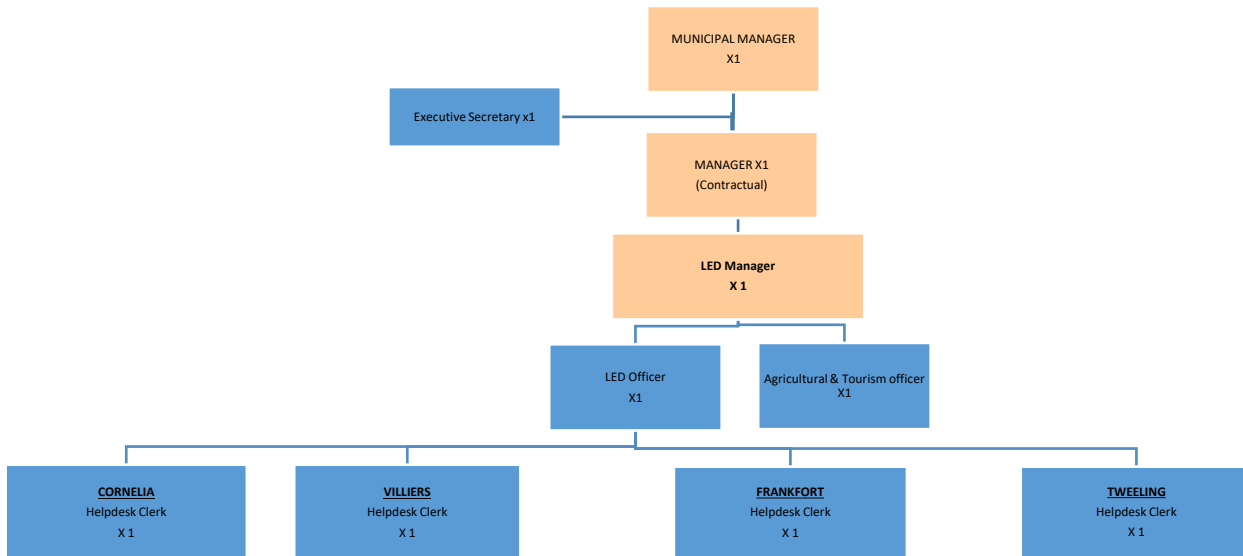 MUNICIPAL MANAGER
X1
Executive Secretary x1
MANAGER X1
(Contractual)
LED Manager
X 1
LED Officer
X1
Agricultural & Tourism officer
X1
CORNELIA
Helpdesk Clerk
X 1
VILLIERS
Helpdesk Clerk
X 1
FRANKFORT
Helpdesk Clerk
X 1
TWEELING
Helpdesk Clerk
X 1